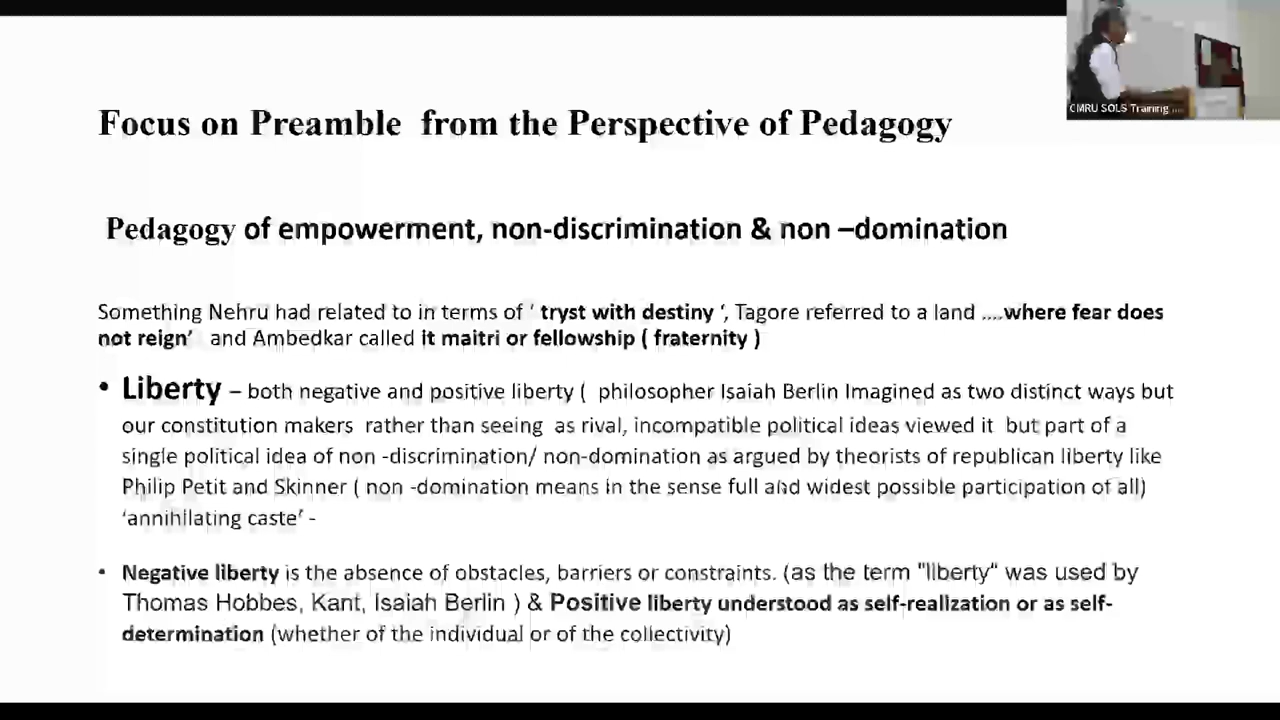 CMRU SOLS Training ...
Focus on Preamble from the Perspective of Pedagogy
Pedagogy of empowerment, non-discrimination & non –domination
Something Nehru had related to in terms of ‘ tryst with destiny ‘, Tagore referred to a land ....where fear does
not reign’ and Ambedkar called it maitri or fellowship ( fraternity )
• Liberty – both negative and positive liberty ( philosopher Isaiah Berlin Imagined as two distinct ways but
our constitution makers rather than seeing as rival, incompatible political ideas viewed it but part of a
single political idea of non -discrimination/ non-domination as argued by theorists of republican liberty like
Philip Petit and Skinner ( non -domination means in the sense full and widest possible participation of all)
‘annihilating caste’ -
• Negative liberty is the absence of obstacles, barriers or constraints. (as the term "liberty" was used by
Thomas Hobbes, Kant, Isaiah Berlin ) & Positive liberty understood as self-realization or as self-
determination (whether of the individual or of the collectivity)